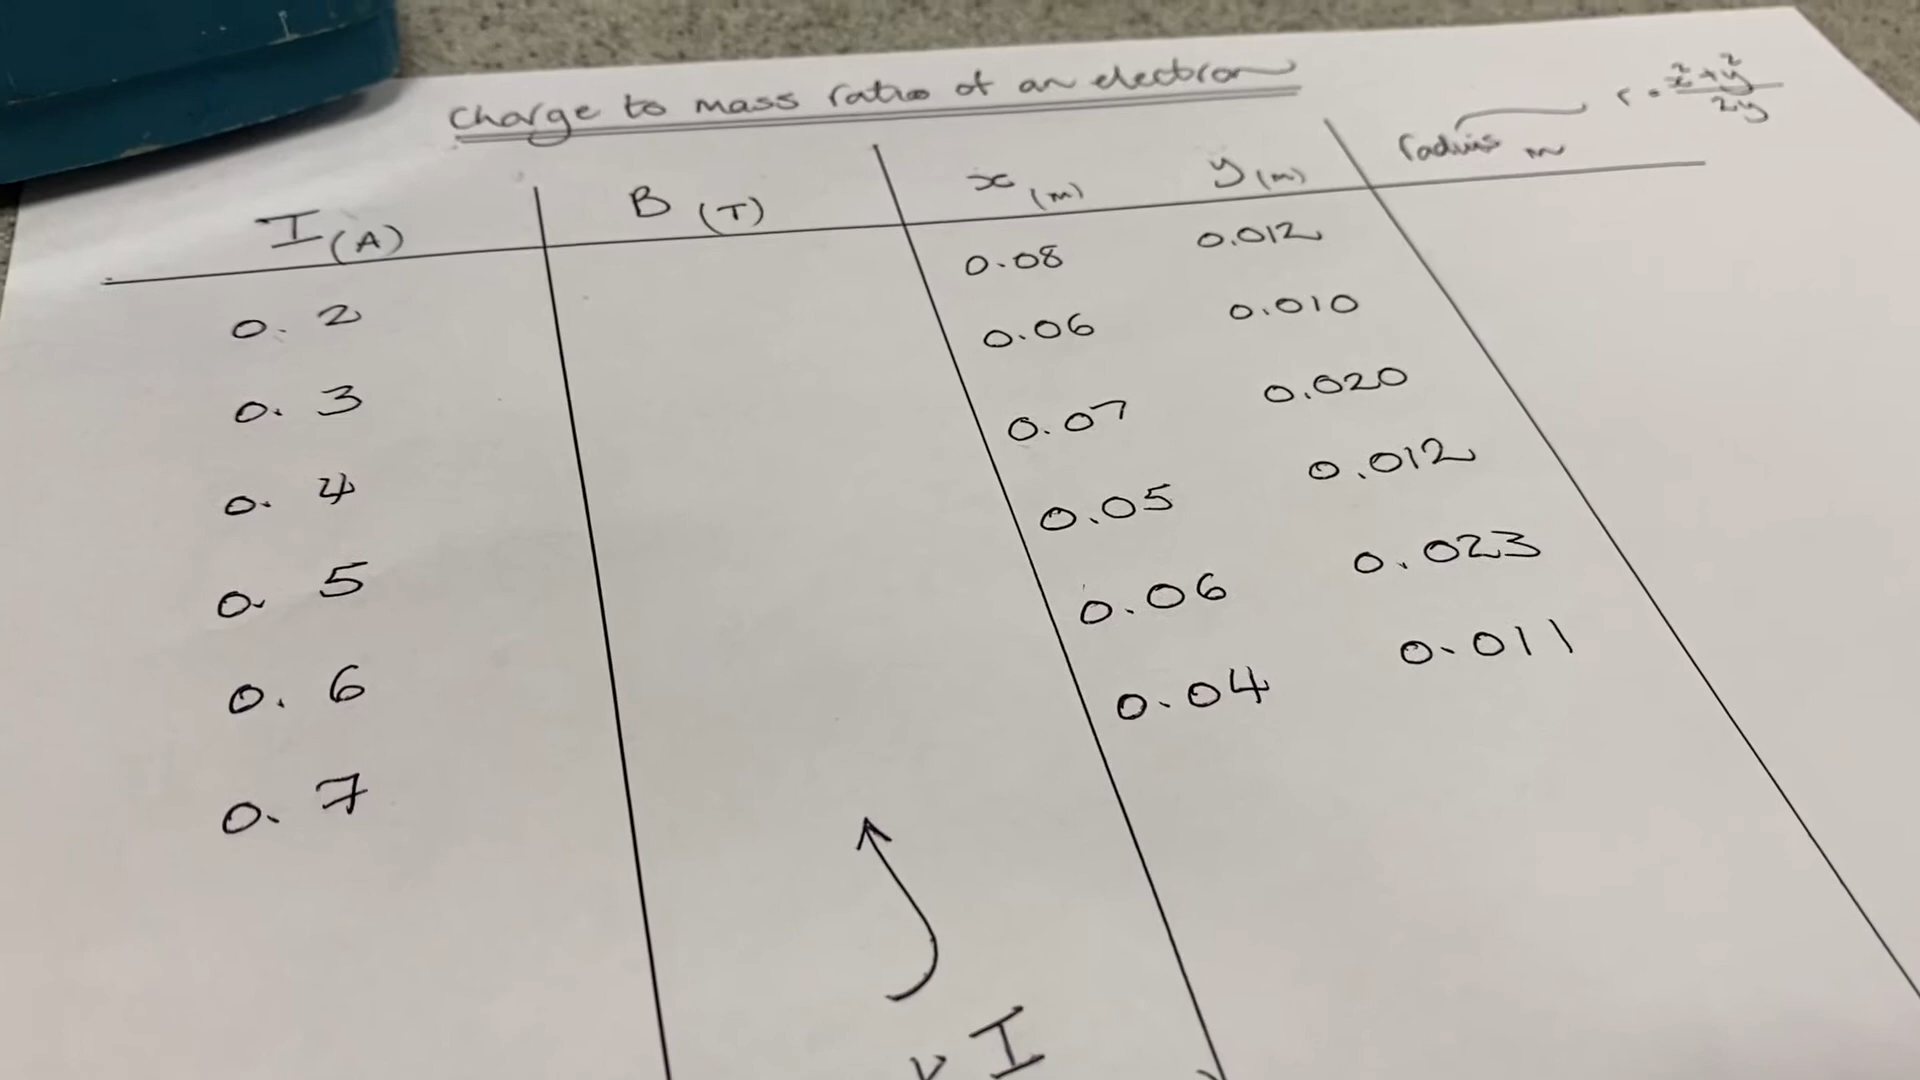 Charge to mass ratio of an electron
I (A) B (T) x (m) y (m) radius m r = x²+y² / 2y
0.2 0.08 0.012
0.3 0.06 0.010
0.4 0.07 0.020
0.5 0.05 0.012
0.6 0.06 0.023
0.7 0.04 0.011
I